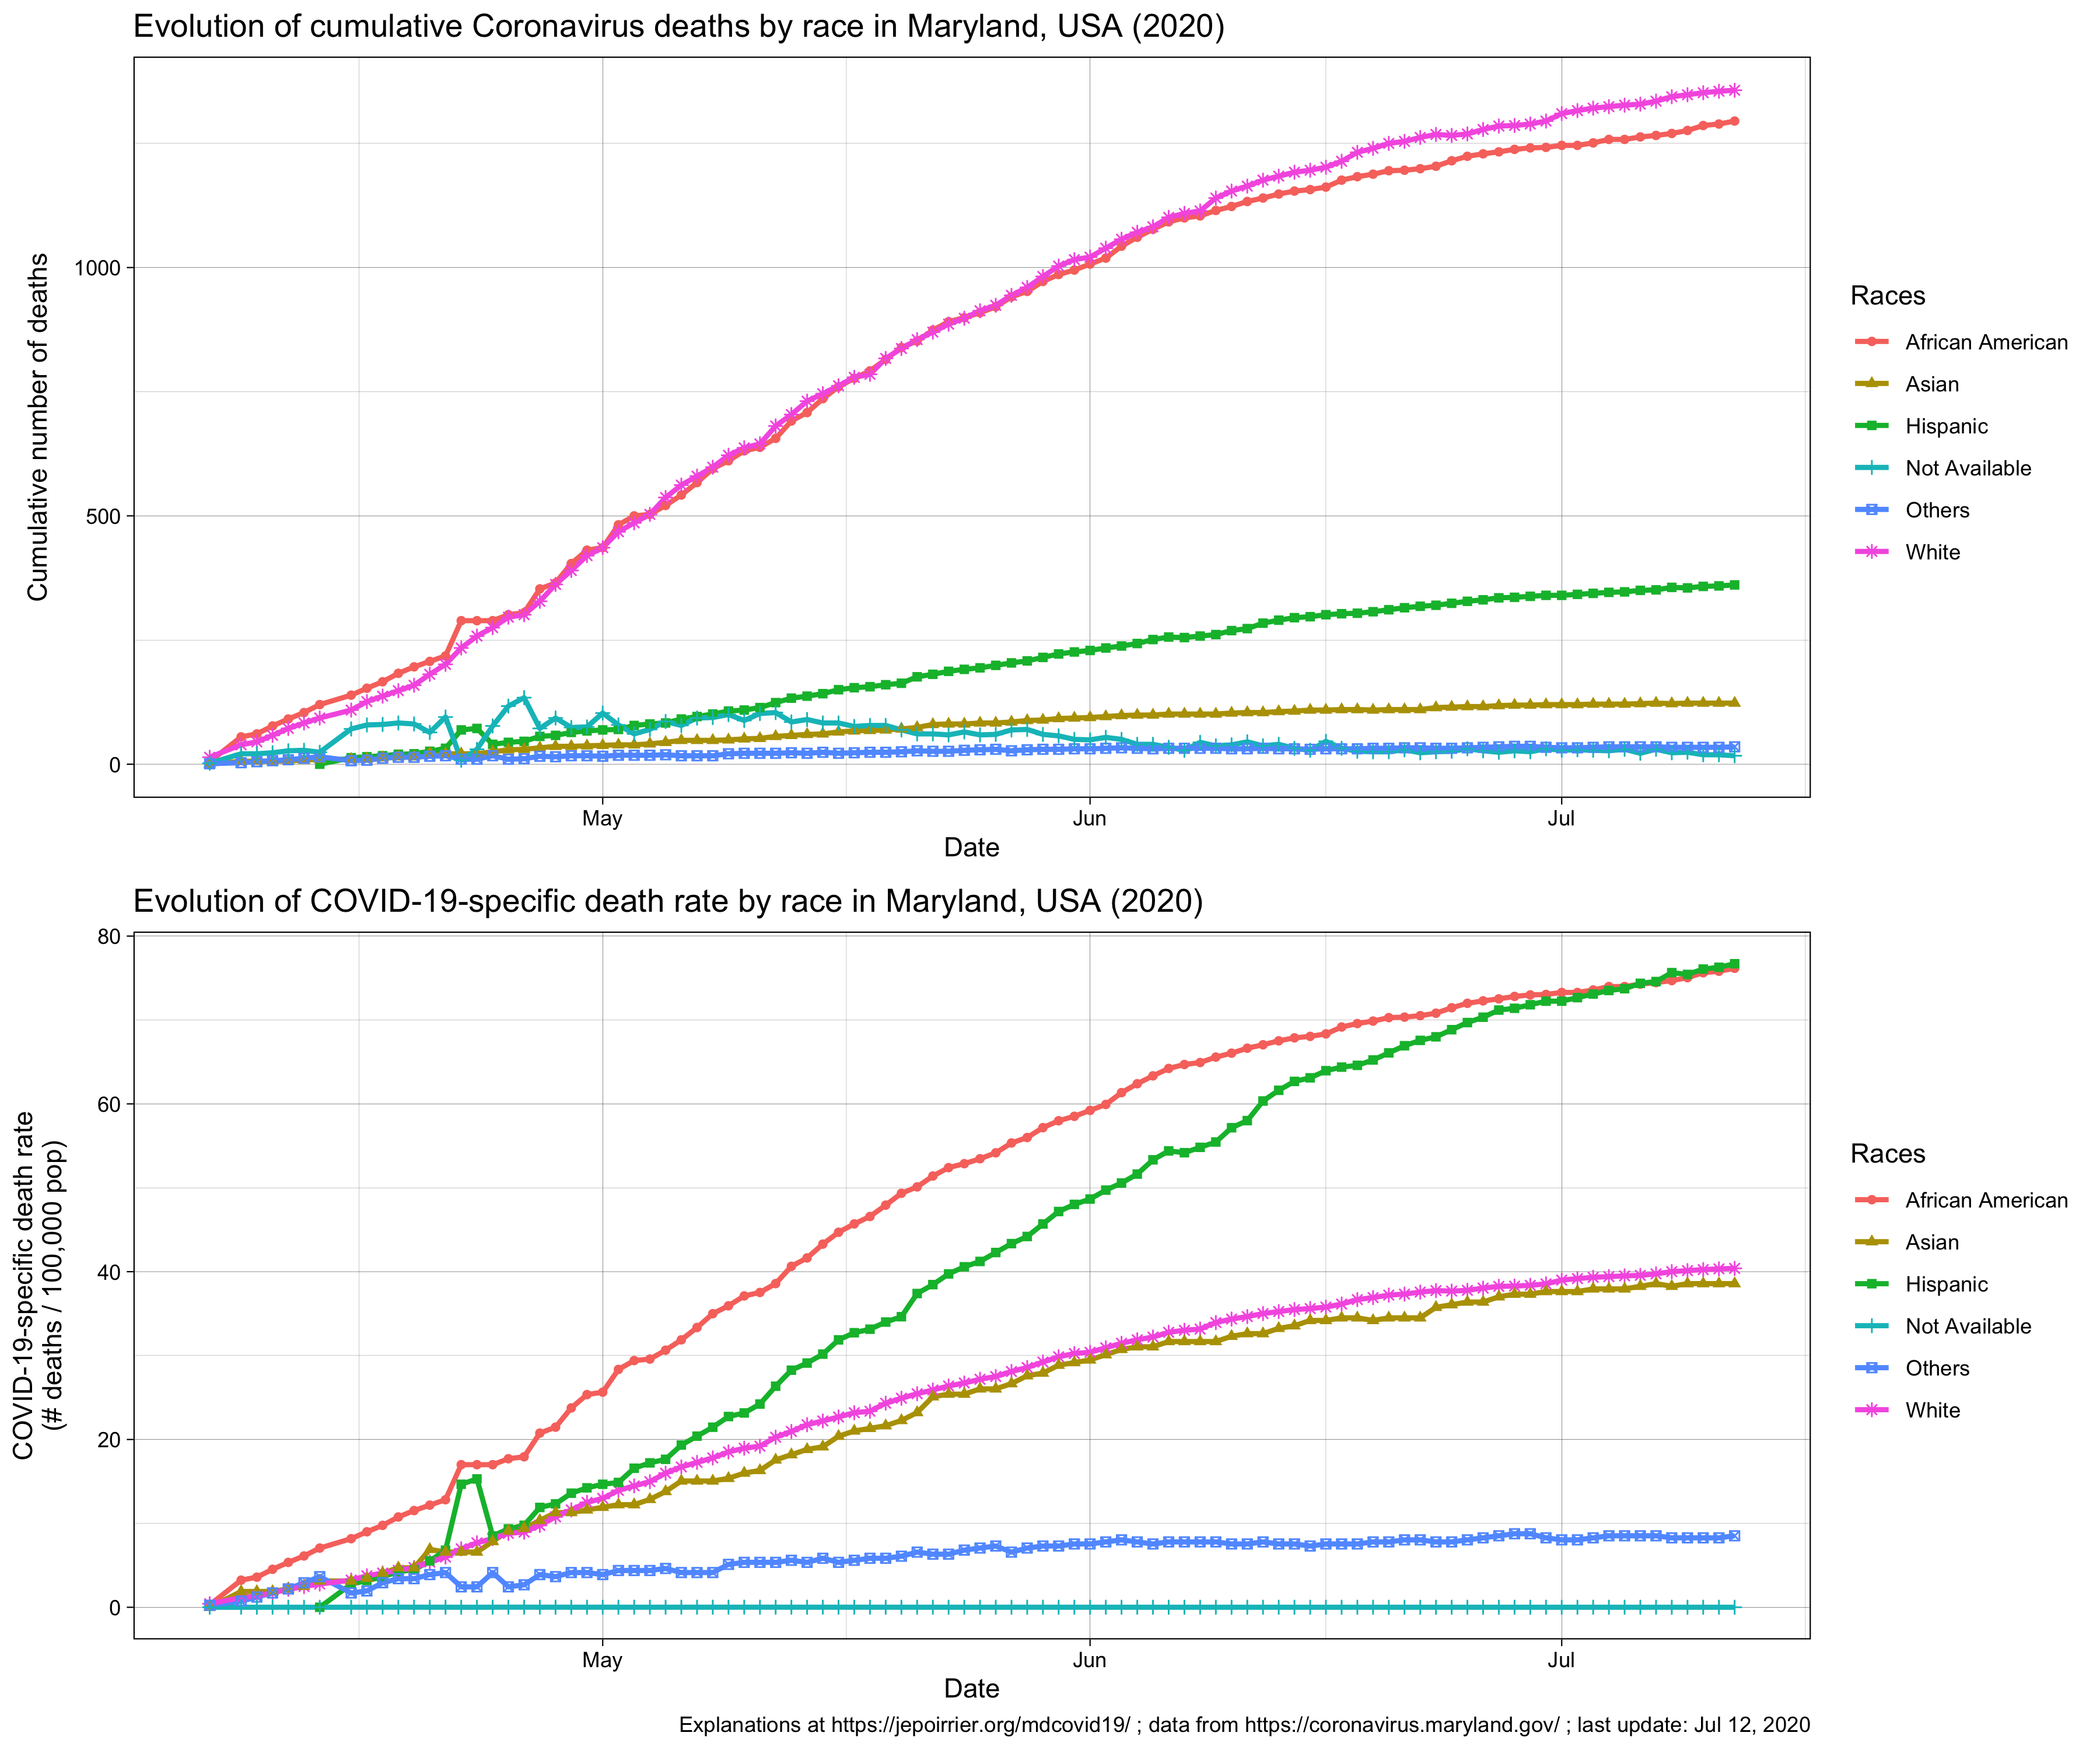 Evolution of cumulative Coronavirus deaths by race in Maryland, USA (2020)
Cumulative number of deaths
1000
500
0
May
Jun
Jul
Date
Races
African American
Asian
Hispanic
Not Available
Others
White
Evolution of COVID-19-specific death rate by race in Maryland, USA (2020)
COVID-19-specific death rate
(# deaths / 100,000 pop)
80
60
40
20
0
May
Jun
Jul
Date
Races
African American
Asian
Hispanic
Not Available
Others
White
Explanations at https://jepoirrier.org/mdcovid19/ ; data from https://coronavirus.maryland.gov/ ; last update: Jul 12, 2020